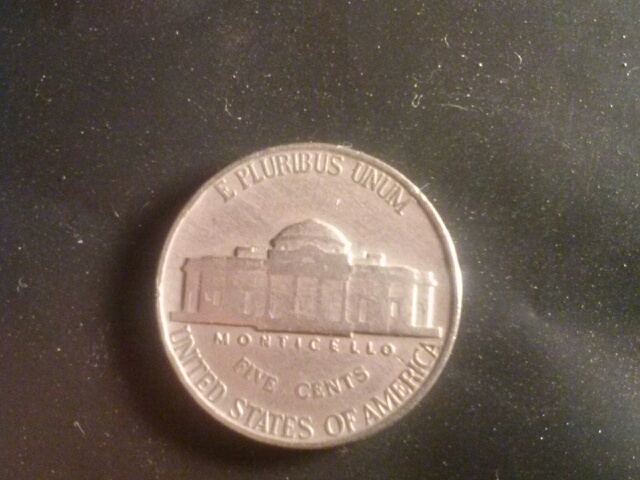 E PLURIBUS UNUM
MONTICELLO
FIVE CENTS
UNITED STATES OF AMERICA